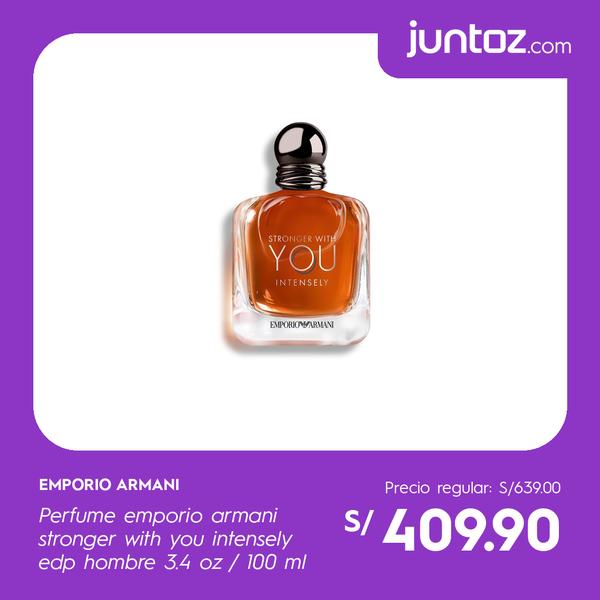 juntoz.com
STRONGER WITH
YOU
INTENSELY
EMPORIO ARMANI
EMPORIO ARMANI
Perfume emporio armani
stronger with you intensely
edp hombre 3.4 oz / 100 ml
Precio regular: S/639.00
S/ 409.90